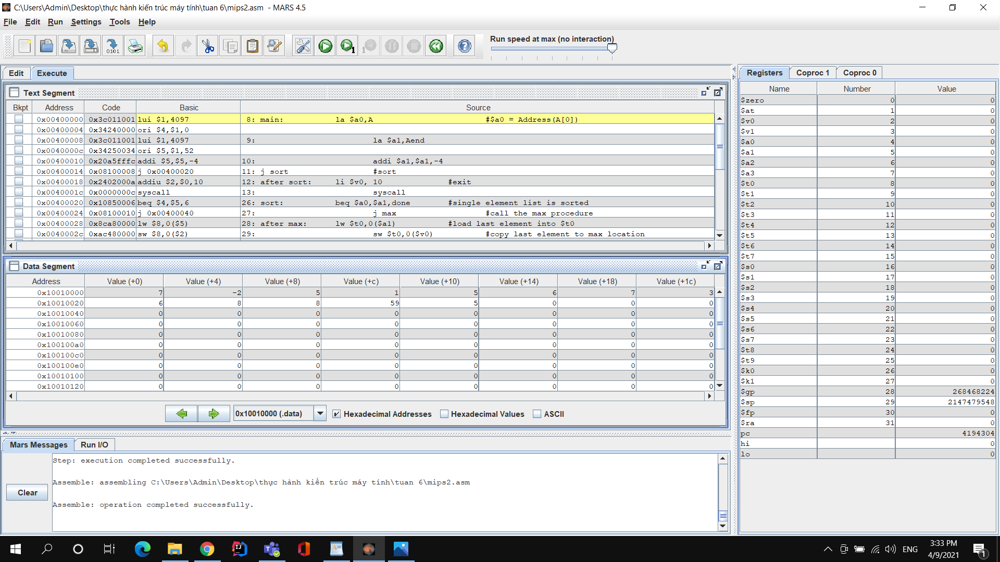 C:\Users\Admin\Desktop\thực hành kiến trúc máy tính\tuan 6\mips2.asm - MARS 4.5
File Edit Run Settings Tools Help
Run speed at max (no interaction)
Edit Execute
Text Segment
Bkpt Address Code Basic Source
0x00400000 0x3c011001 lui $1,4097 8: main: la $a0,A #$a0 = Address(A[0])
0x00400004 0x34240000 ori $4,$1,0
0x00400008 0x3c011001 lui $1,4097 9: la $a1,Aend
0x0040000c 0x34250034 ori $5,$1,52
0x00400010 0x20a5fffc addi $5,$5,-4 10: addi $a1,$a1,-4
0x00400014 0x08100008 j 0x00400020 11: j sort #sort
0x00400018 0x2402000a addiu $2,$0,10 12: after_sort: li $v0, 10 #exit
0x0040001c 0x0000000c syscall 13: syscall
0x00400020 0x10850006 beq $4,$5,6 26: sort: beq $a0,$a1,done #single element list is sorted
0x00400024 0x08100010 j 0x00400040 27: j max #call the max procedure
0x00400028 0x8ca80000 lw $8,0($5) 28: after_max: lw $t0,0($a1) #load last element into $t0
0x0040002c 0xac480000 sw $8,0($2) 29: sw $t0,0($v0) #copy last element to max location
Data Segment
Address Value (+0) Value (+4) Value (+8) Value (+c) Value (+10) Value (+14) Value (+18) Value (+1c)
0x10010000 7 -2 5 1 5 6 7 3
0x10010020 6 8 8 59 5 0 0 0
0x10010040 0 0 0 0 0 0 0 0
0x10010060 0 0 0 0 0 0 0 0
0x10010080 0 0 0 0 0 0 0 0
0x100100a0 0 0 0 0 0 0 0 0
0x100100c0 0 0 0 0 0 0 0 0
0x100100e0 0 0 0 0 0 0 0 0
0x10010100 0 0 0 0 0 0 0 0
0x10010120 0 0 0 0 0 0 0 0
0x10010000 (.data) Hexadecimal Addresses Hexadecimal Values ASCII
Mars Messages Run I/O
Clear
Step: execution completed successfully.
Assemble: assembling C:\Users\Admin\Desktop\thực hành kiến trúc máy tính\tuan 6\mips2.asm
Assemble: operation completed successfully.
Registers Coproc 1 Coproc 0
Name Number Value
$zero 0 0
$at 1 0
$v0 2 0
$v1 3 0
$a0 4 0
$a1 5 0
$a2 6 0
$a3 7 0
$t0 8 0
$t1 9 0
$t2 10 0
$t3 11 0
$t4 12 0
$t5 13 0
$t6 14 0
$t7 15 0
$s0 16 0
$s1 17 0
$s2 18 0
$s3 19 0
$s4 20 0
$s5 21 0
$s6 22 0
$s7 23 0
$t8 24 0
$t9 25 0
$k0 26 0
$k1 27 0
$gp 28 268468224
$sp 29 2147479548
$fp 30 0
$ra 31 0
pc 4194304
hi 0
lo 0
ENG
3:33 PM
4/9/2021
1